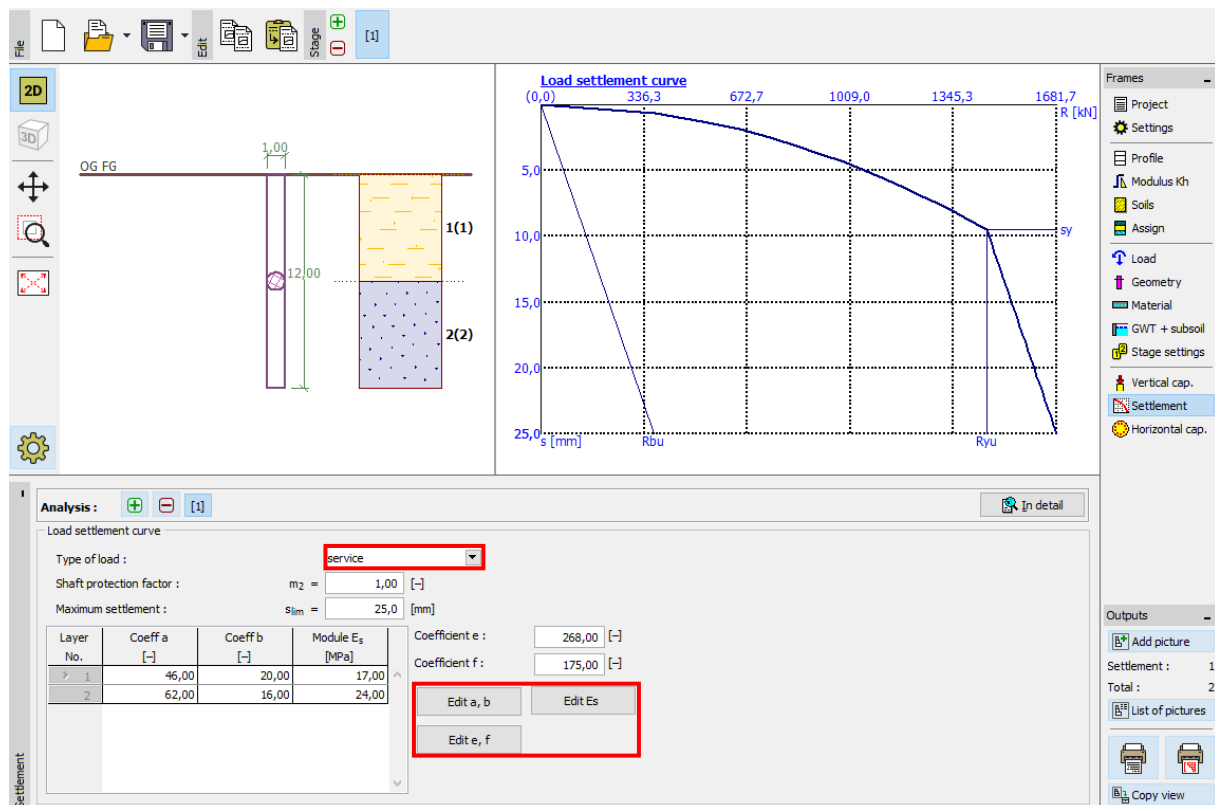 File
Edit
Stage
[1]
2D
3D
OG FG
1,00
12,00
1(1)
2(2)
Load settlement curve
(0,0) 336,3 672,7 1009,0 1345,3 1681,7
R [kN]
5,0
sy
10,0
15,0
20,0
25,0
s [mm] Rbu Ryu
Frames
Project
Settings
Profile
Modulus Kh
Soils
Assign
Load
Geometry
Material
GWT + subsoil
Stage settings
Vertical cap.
Settlement
Horizontal cap.
Analysis : [1] In detail
Load settlement curve
Type of load : service
Shaft protection factor : m2 = 1,00 [–]
Maximum settlement : slim = 25,0 [mm]
Layer Coeff a Coeff b Module Es
No. [–] [–] [MPa]
1 46,00 20,00 17,00
2 62,00 16,00 24,00
Coefficient e : 268,00 [–]
Coefficient f : 175,00 [–]
Edit a, b Edit Es
Edit e, f
Settlement
Outputs
Add picture
Settlement : 1
Total : 2
List of pictures
Copy view